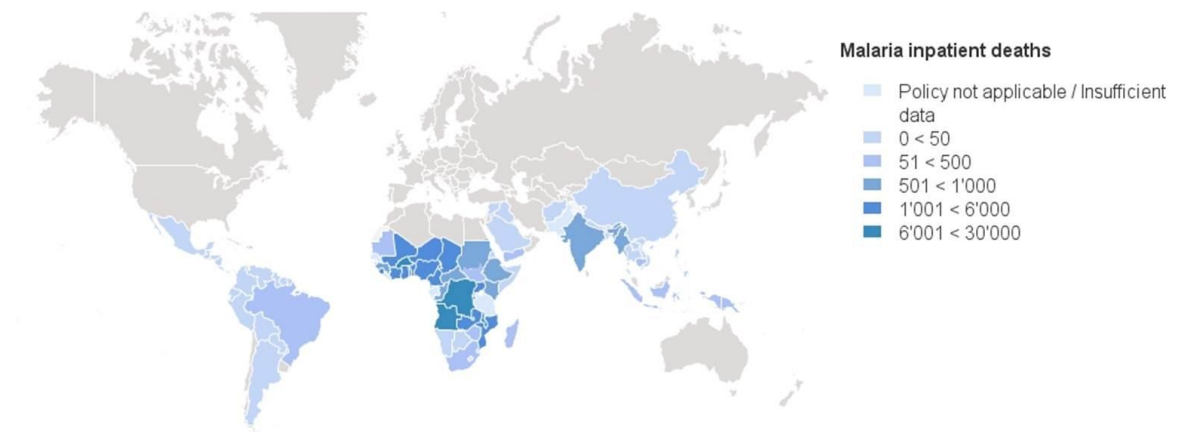 Malaria inpatient deaths
Policy not applicable / Insufficient
data
0 < 50
51 < 500
501 < 1'000
1'001 < 6'000
6'001 < 30'000